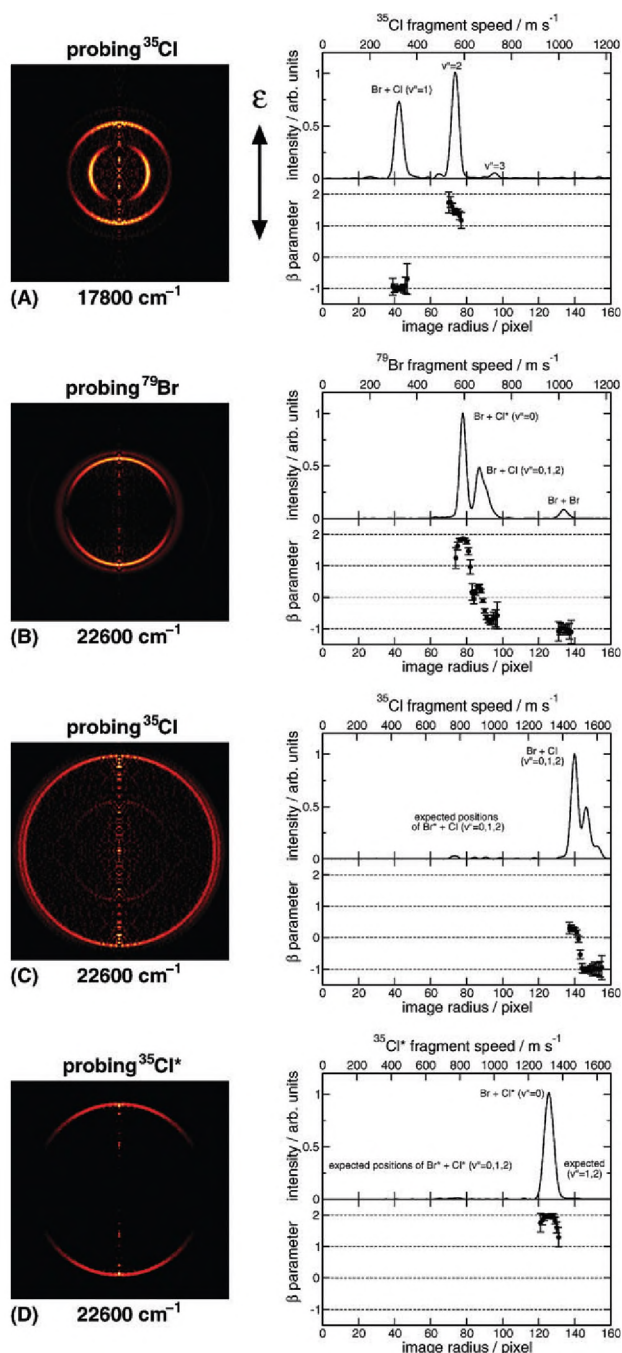 probing ³⁵Cl
ε
(A) 17800 cm⁻¹
³⁵Cl fragment speed / m s⁻¹
0 200 400 600 800 1000 1200
intensity / arb. units
1
0.5
0
Br + Cl (v"=1)
v"=2
v"=3
β parameter
2
1
0
-1
0 20 40 60 80 100 120 140 160
image radius / pixel
probing ⁷⁹Br
(B) 22600 cm⁻¹
⁷⁹Br fragment speed / m s⁻¹
0 200 400 600 800 1000 1200
intensity / arb. units
1
0.5
0
Br + Cl* (v"=0)
Br + Cl (v"=0,1,2)
Br + Br
β parameter
2
1
0
-1
0 20 40 60 80 100 120 140 160
image radius / pixel
probing ³⁵Cl
(C) 22600 cm⁻¹
³⁵Cl fragment speed / m s⁻¹
0 200 400 600 800 1000 1200 1400 1600
intensity / arb. units
1
0.5
0
Br + Cl
(v"=0,1,2)
expected positions
of Br* + Cl (v"=0,1,2)
β parameter
2
1
0
-1
0 20 40 60 80 100 120 140 160
image radius / pixel
probing ³⁵Cl*
(D) 22600 cm⁻¹
³⁵Cl* fragment speed / m s⁻¹
0 200 400 600 800 1000 1200 1400 1600
intensity / arb. units
1
0.5
0
Br + Cl* (v"=0)
expected positions of Br* + Cl* (v"=0,1,2)
expected
(v"=1,2)
β parameter
2
1
0
-1
0 20 40 60 80 100 120 140 160
image radius / pixel